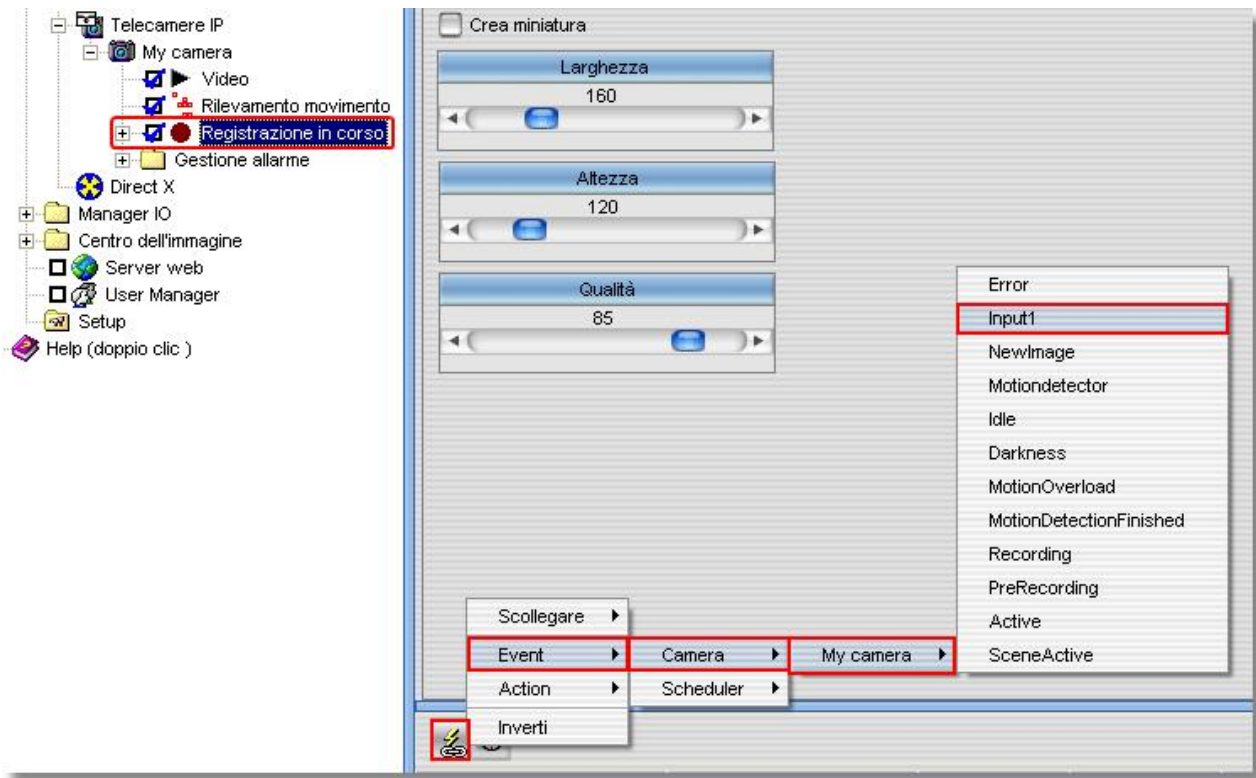 Telecamere IP
My camera
Video
Rilevamento movimento
Registrazione in corso
Gestione allarme
Direct X
Manager IO
Centro dell'immagine
Server web
User Manager
Setup
Help (doppio clic )
Crea miniatura
Larghezza
160
Altezza
120
Qualità
85
Scollegare
Event
Action
Inverti
Camera
Scheduler
My camera
Error
Input1
NewImage
Motiondetector
Idle
Darkness
MotionOverload
MotionDetectionFinished
Recording
PreRecording
Active
SceneActive